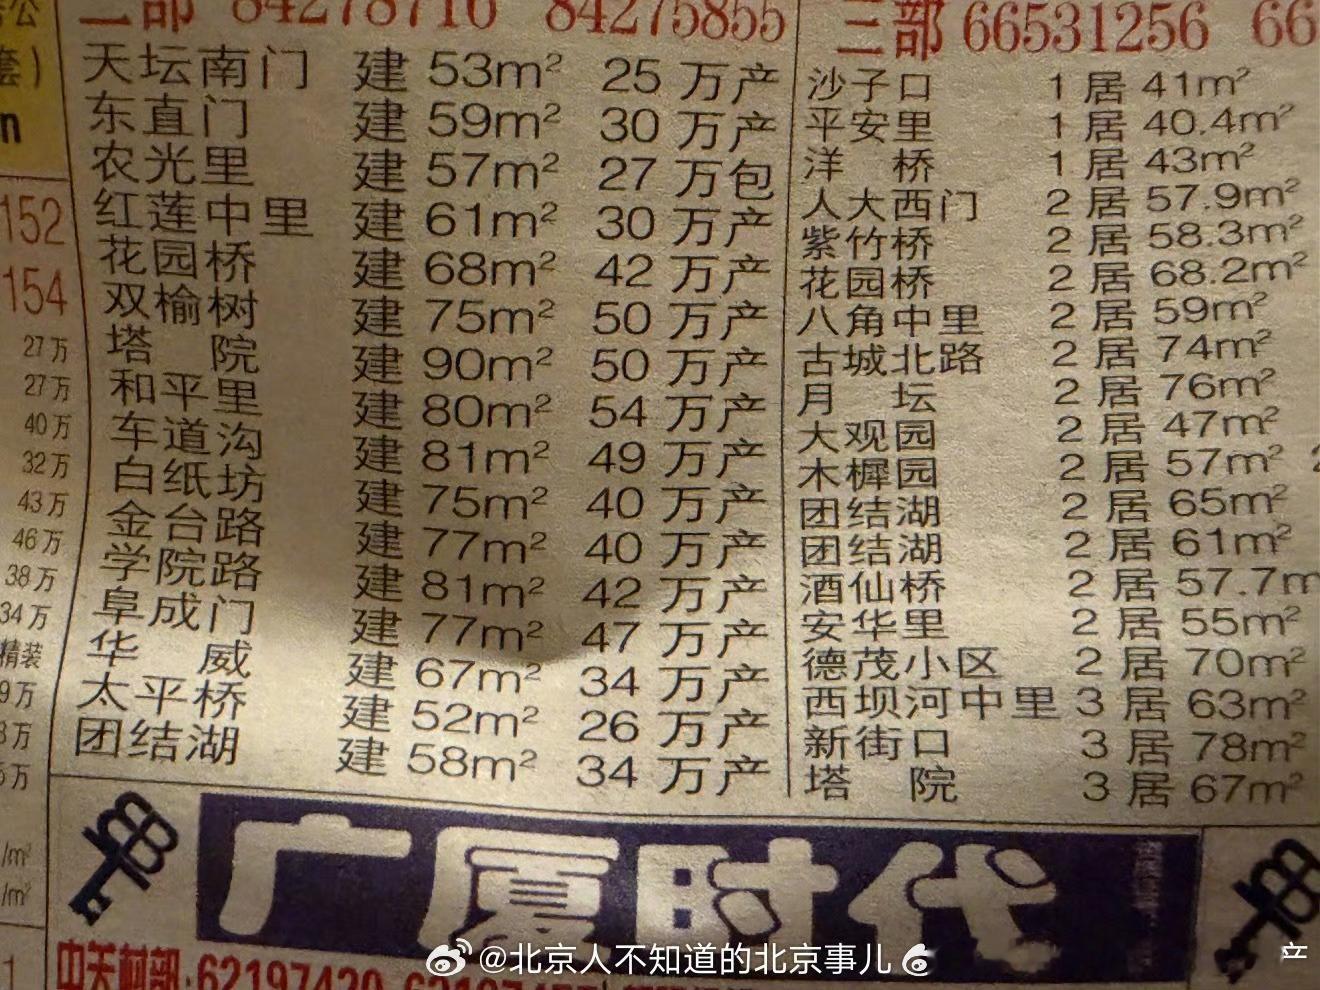 公
套）
n
152
154
27万
27万
40万
32万
43万
46万
38万
34万
精装
9万
/m²
/m²
1
二部 84278710 84275855
天坛南门 建 53m² 25 万产
东直门 建 59m² 30 万产
农光里 建 57m² 27 万包
红莲中里 建 61m² 30 万产
花园桥 建 68m² 42 万产
双榆树 建 75m² 50 万产
塔 院 建 90m² 50 万产
和平里 建 80m² 54 万产
车道沟 建 81m² 49 万产
白纸坊 建 75m² 40 万产
金台路 建 77m² 40 万产
学院路 建 81m² 42 万产
阜成门 建 77m² 47 万产
华 威 建 67m² 34 万产
太平桥 建 52m² 26 万产
团结湖 建 58m² 34 万产
三部 66531256 66
沙子口 1 居 41m²
平安里 1 居 40.4m²
洋 桥 1 居 43m²
人大西门 2 居 57.9m²
紫竹桥 2 居 58.3m²
花园桥 2 居 68.2m²
八角中里 2 居 59m²
古城北路 2 居 74m²
月 坛 2 居 76m²
大观园 2 居 47m²
木樨园 2 居 57m²
团结湖 2 居 65m²
团结湖 2 居 61m²
酒仙桥 2 居 57.7m
安华里 2 居 55m²
德茂小区 2 居 70m²
西坝河中里 3 居 63m²
新街口 3 居 78m²
塔 院 3 居 67m²
广厦时代
@北京人不知道的北京事儿
产